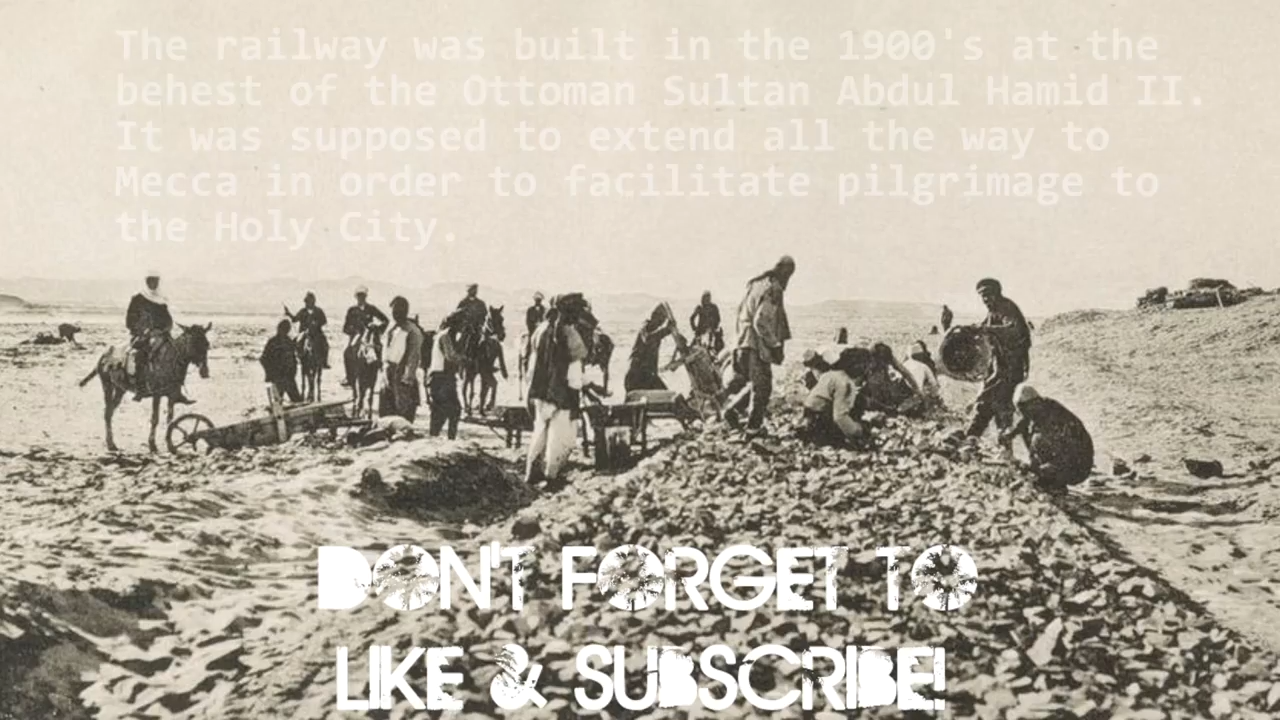 The railway was built in the 1900's at the
behest of the Ottoman Sultan Abdul Hamid II.
It was supposed to extend all the way to
Mecca in order to facilitate pilgrimage to
the Holy City.
DON'T FORGET TO
LIKE & SUBSCRIBE!